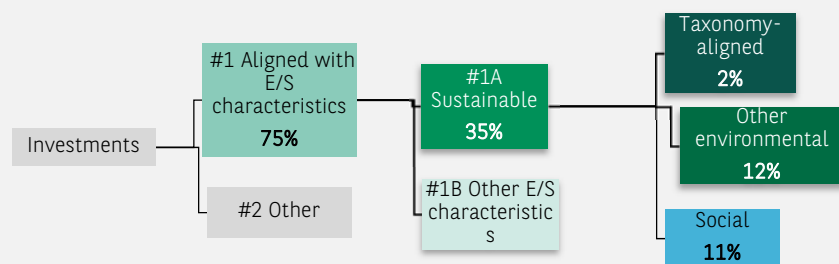 Investments
#1 Aligned with
E/S
characteristics
75%
#2 Other
#1A
Sustainable
35%
#1B Other E/S
characteristic
s
Taxonomy-
aligned
2%
Other
environmental
12%
Social
11%